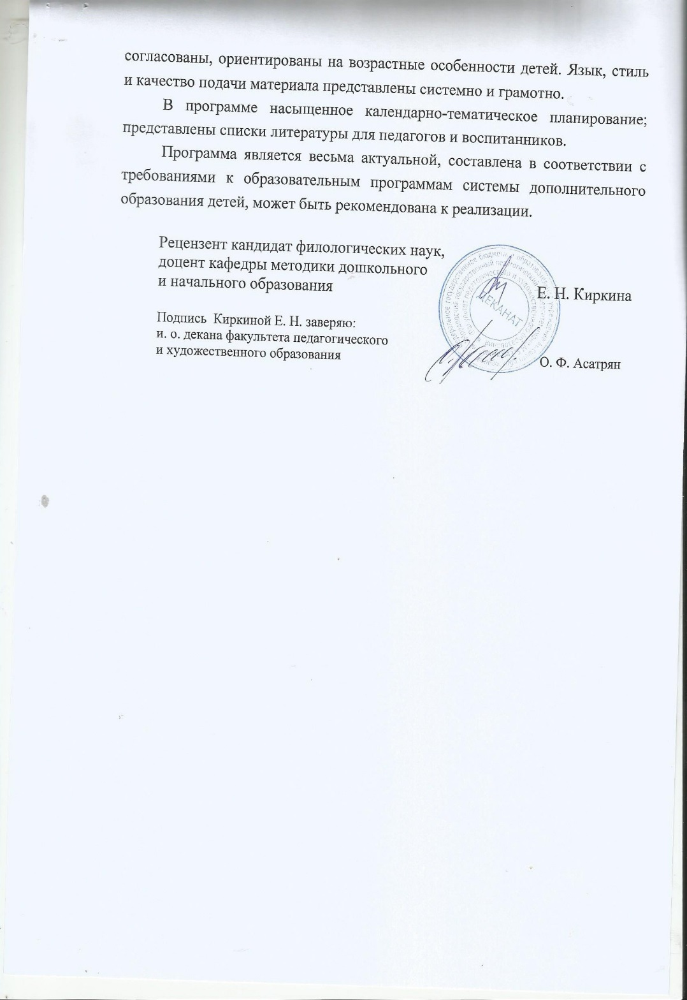 согласованы, ориентированы на возрастные особенности детей. Язык, стиль
и качество подачи материала представлены системно и грамотно.
В программе насыщенное календарно-тематическое планирование;
представлены списки литературы для педагогов и воспитанников.
Программа является весьма актуальной, составлена в соответствии с
требованиями к образовательным программам системы дополнительного
образования детей, может быть рекомендована к реализации.
Рецензент кандидат филологических наук,
доцент кафедры методики дошкольного
и начального образования
Е. Н. Киркина
ДЕКАНАТ
Подпись Киркиной Е. Н. заверяю:
и. о. декана факультета педагогического
и художественного образования
О. Ф. Асатрян